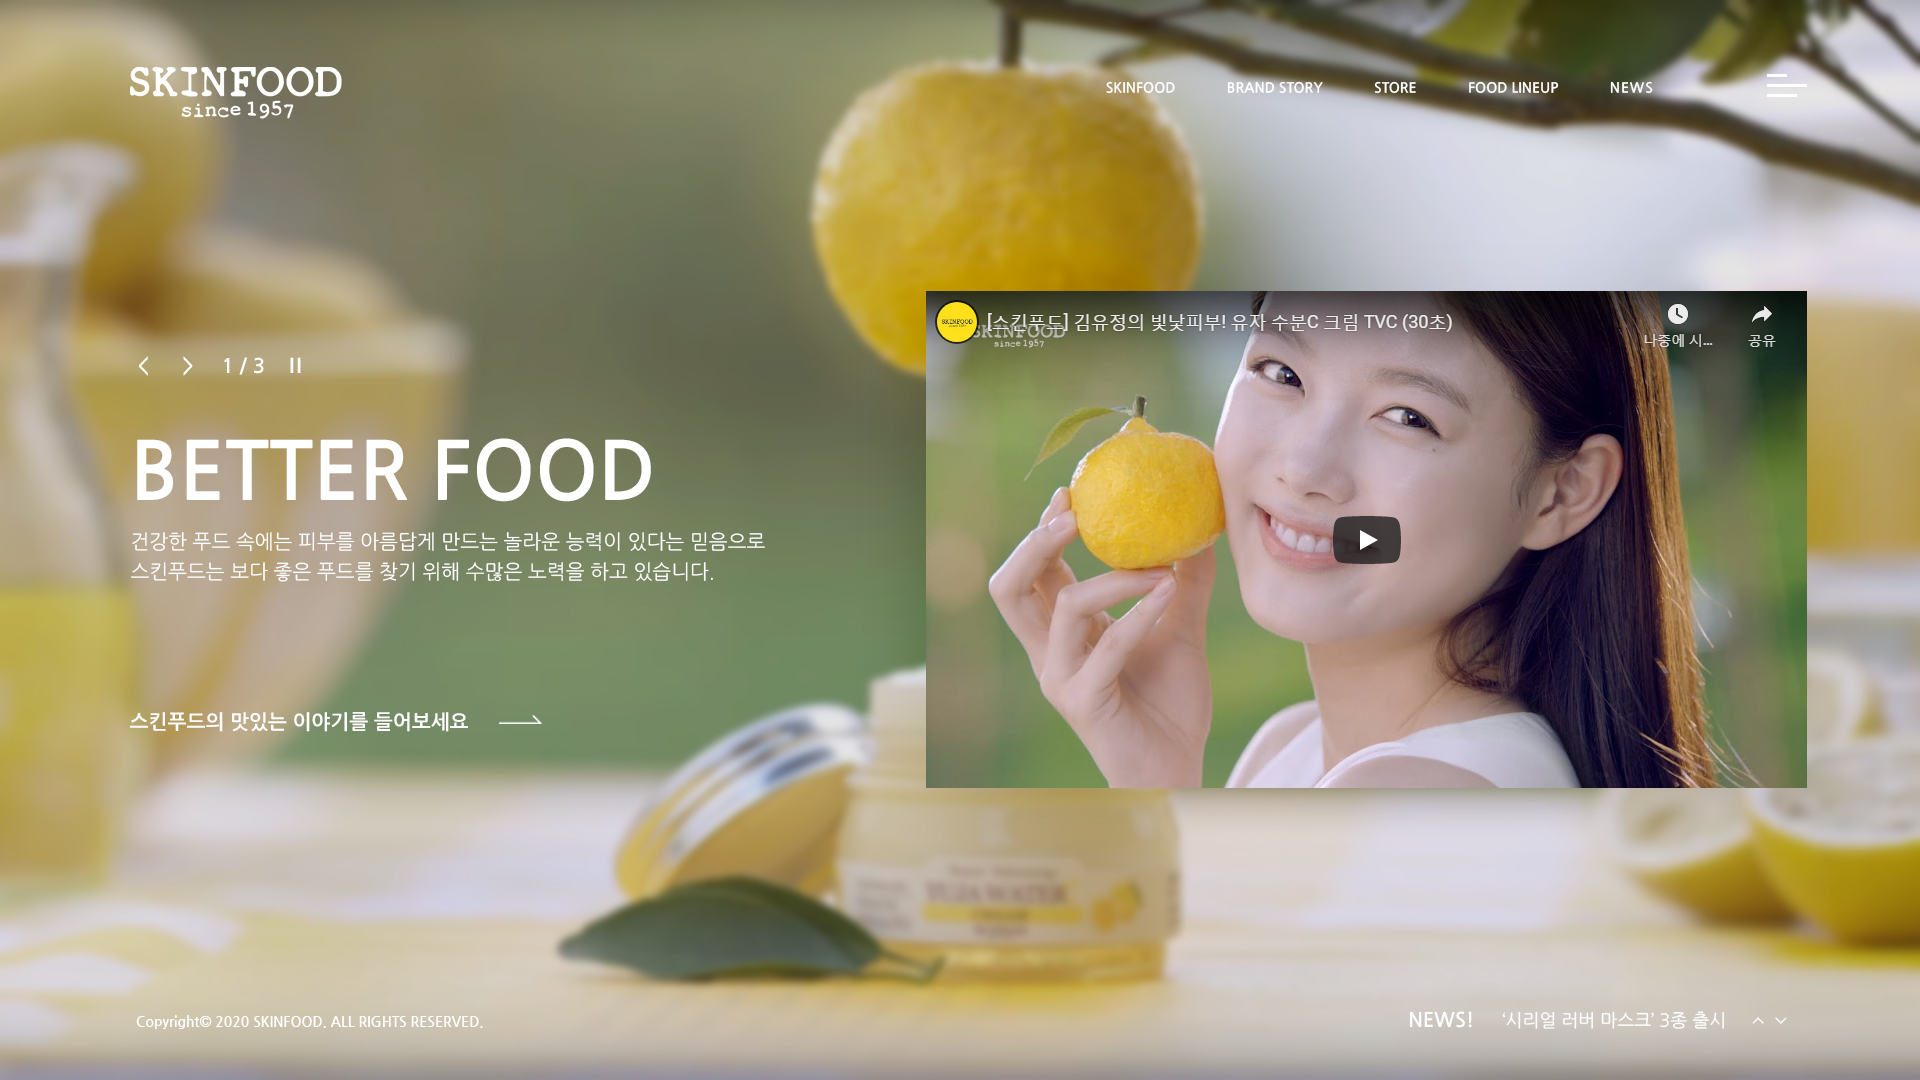 SKINFOOD
since 1957
SKINFOOD BRAND STORY STORE FOOD LINEUP NEWS
[스킨푸드] 김유정의 빛낯피부! 유자 수분C 크림 TVC (30초)
SKINFOOD
since 1957
나중에 시...
공유
1 / 3
BETTER FOOD
건강한 푸드 속에는 피부를 아름답게 만드는 놀라운 능력이 있다는 믿음으로
스킨푸드는 보다 좋은 푸드를 찾기 위해 수많은 노력을 하고 있습니다.
스킨푸드의 맛있는 이야기를 들어보세요
YUJA WATER
CREAM
Copyright© 2020 SKINFOOD. ALL RIGHTS RESERVED.
NEWS! ‘시리얼 러버 마스크’ 3종 출시